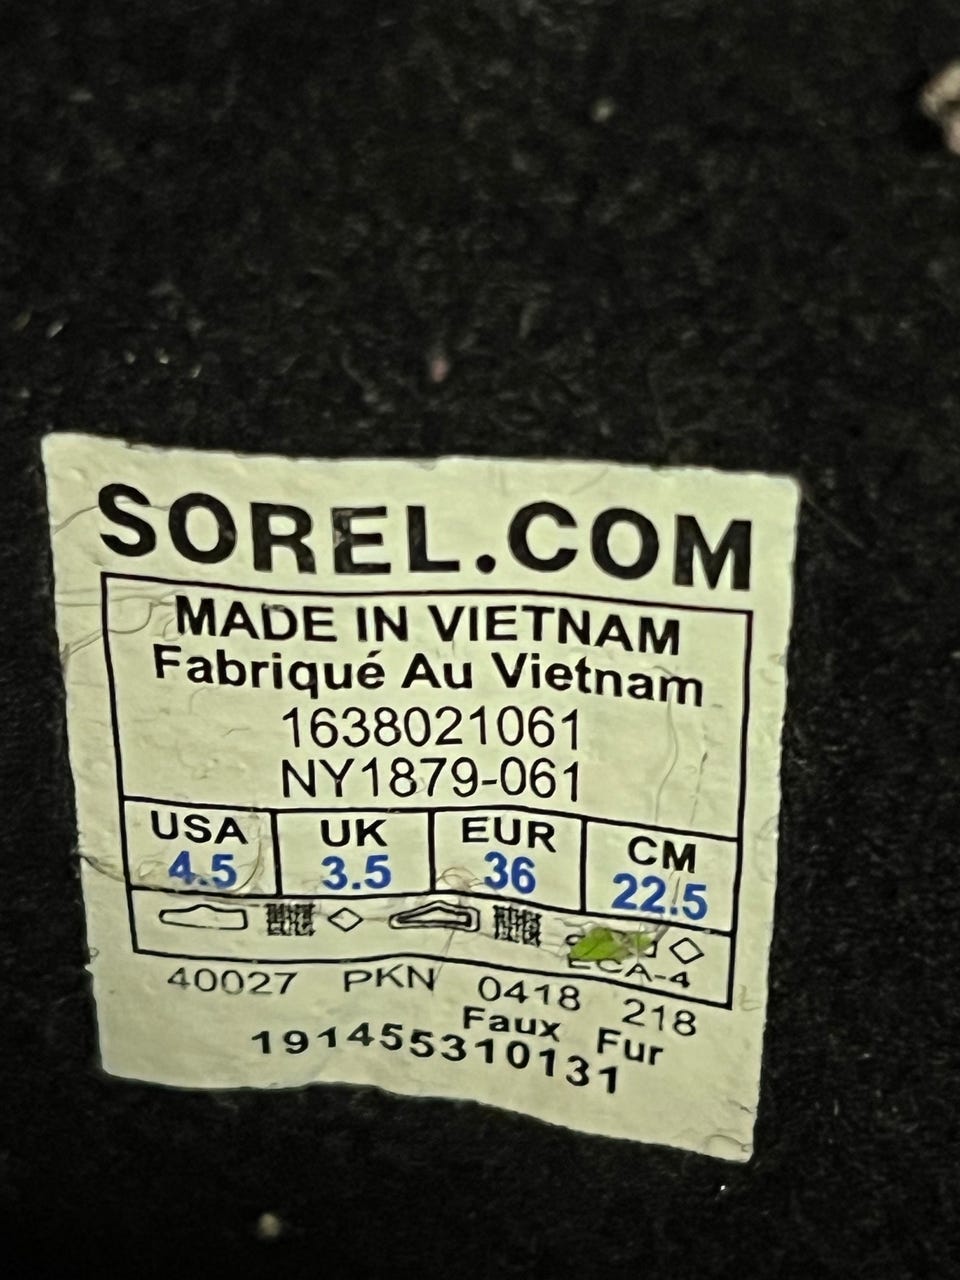 SOREL.COM
MADE IN VIETNAM
Fabriqué Au Vietnam
1638021061
NY1879-061
USA UK EUR CM
4.5 3.5 36 22.5
ECA-4
40027 PKN 0418 218
Faux Fur
191455310131